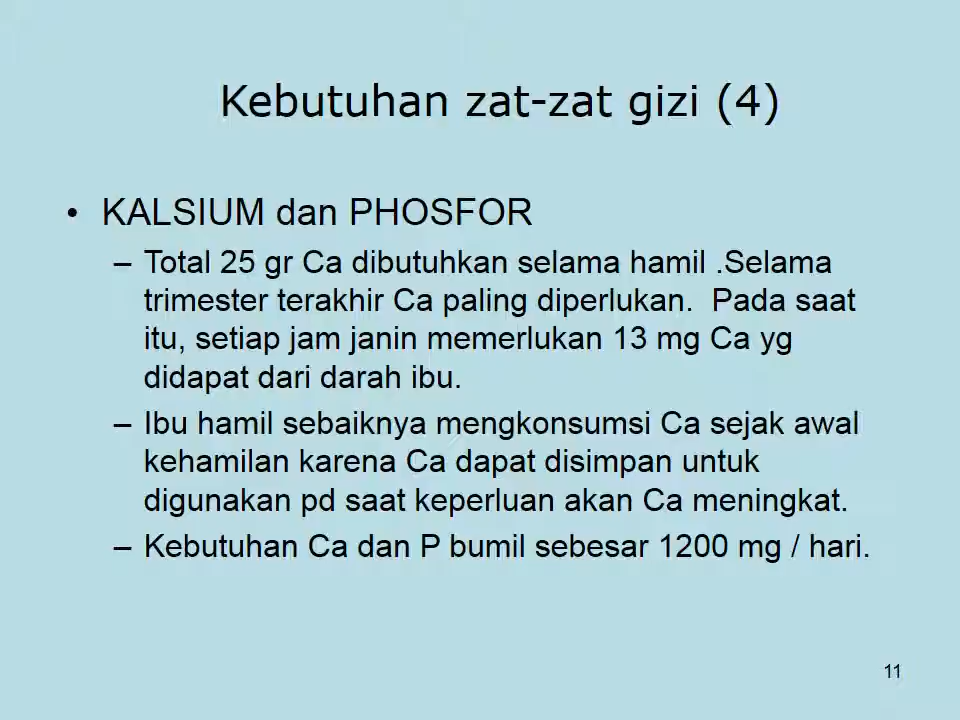 Kebutuhan zat-zat gizi (4)
• KALSIUM dan PHOSFOR
– Total 25 gr Ca dibutuhkan selama hamil .Selama
trimester terakhir Ca paling diperlukan.  Pada saat
itu, setiap jam janin memerlukan 13 mg Ca yg
didapat dari darah ibu.
– Ibu hamil sebaiknya mengkonsumsi Ca sejak awal
kehamilan karena Ca dapat disimpan untuk
digunakan pd saat keperluan akan Ca meningkat.
– Kebutuhan Ca dan P bumil sebesar 1200 mg / hari.
11